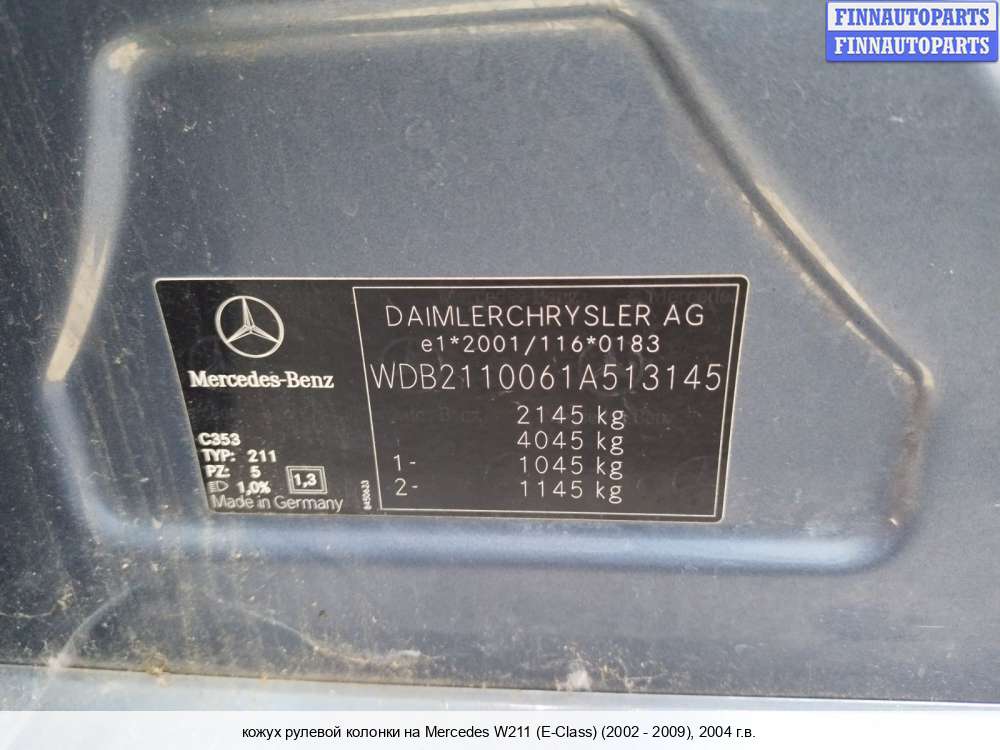 FINNAUTOPARTS
FINNAUTOPARTS
Mercedes-Benz
C353
TYP: 211
PZ: 5
1,0%
1,3
Made in Germany
DAIMLERCHRYSLER AG
e1*2001/116*0183
WDB2110061A513145
2145 kg
4045 kg
1- 1045 kg
2- 1145 kg
кожух рулевой колонки на Mercedes W211 (E-Class) (2002 - 2009), 2004 г.в.